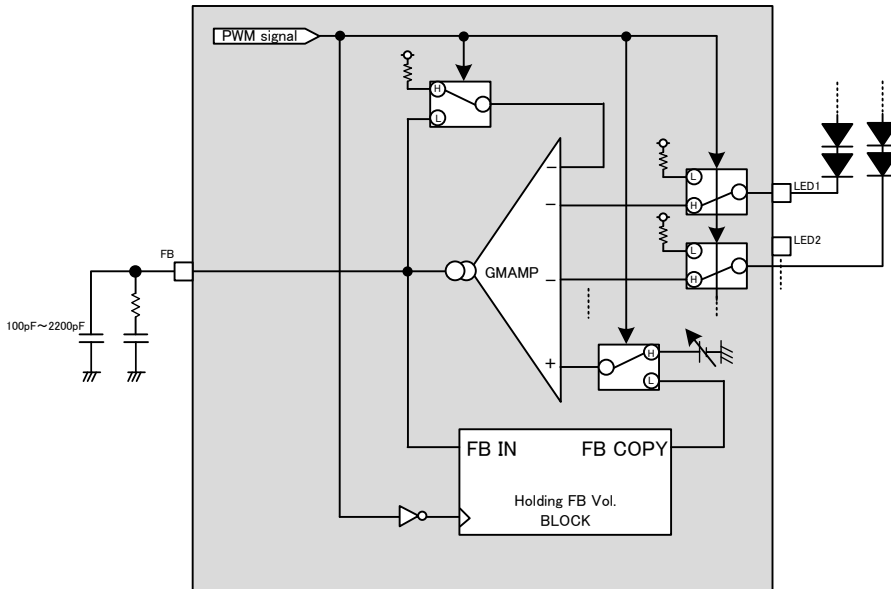 PWM signal
H
L
L
LED1
H
FB
L
LED2
GMAMP
H
100pF～2200pF
H
L
FB IN
FB COPY
Holding FB Vol.
BLOCK